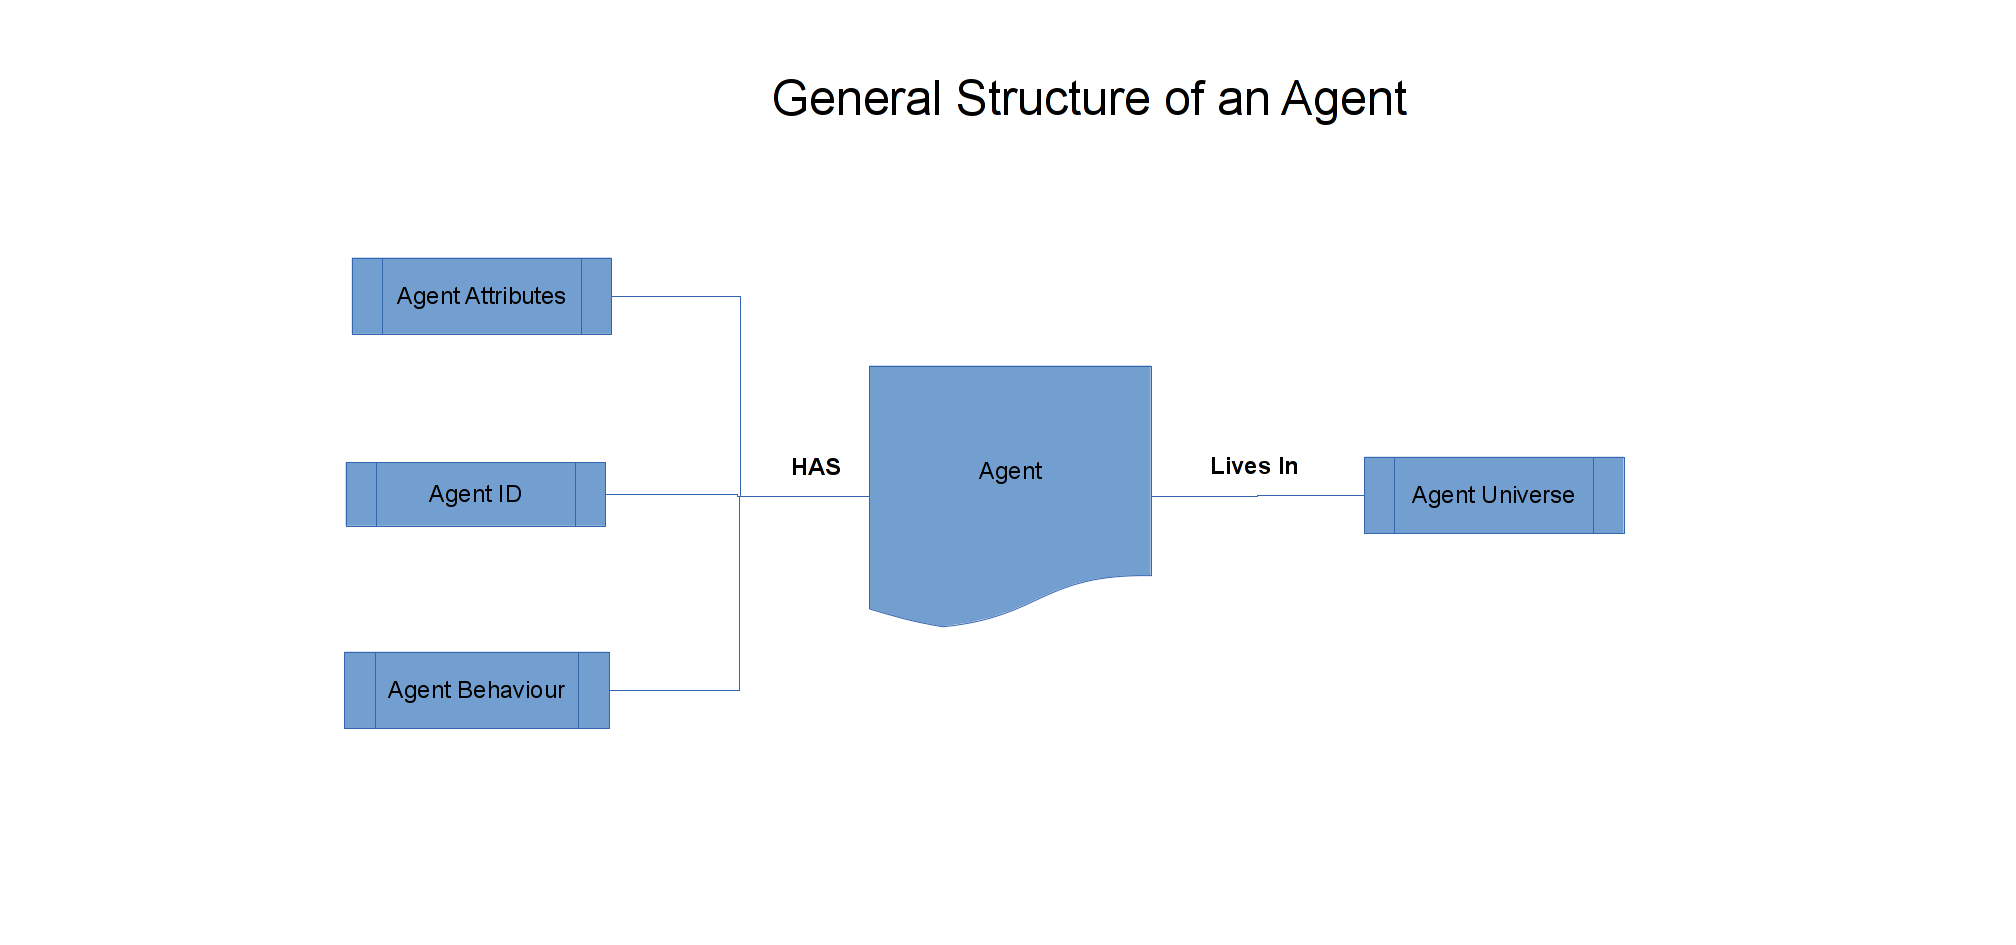 General Structure of an Agent
Agent Attributes
HAS
Agent
Lives In
Agent ID
Agent Universe
Agent Behaviour